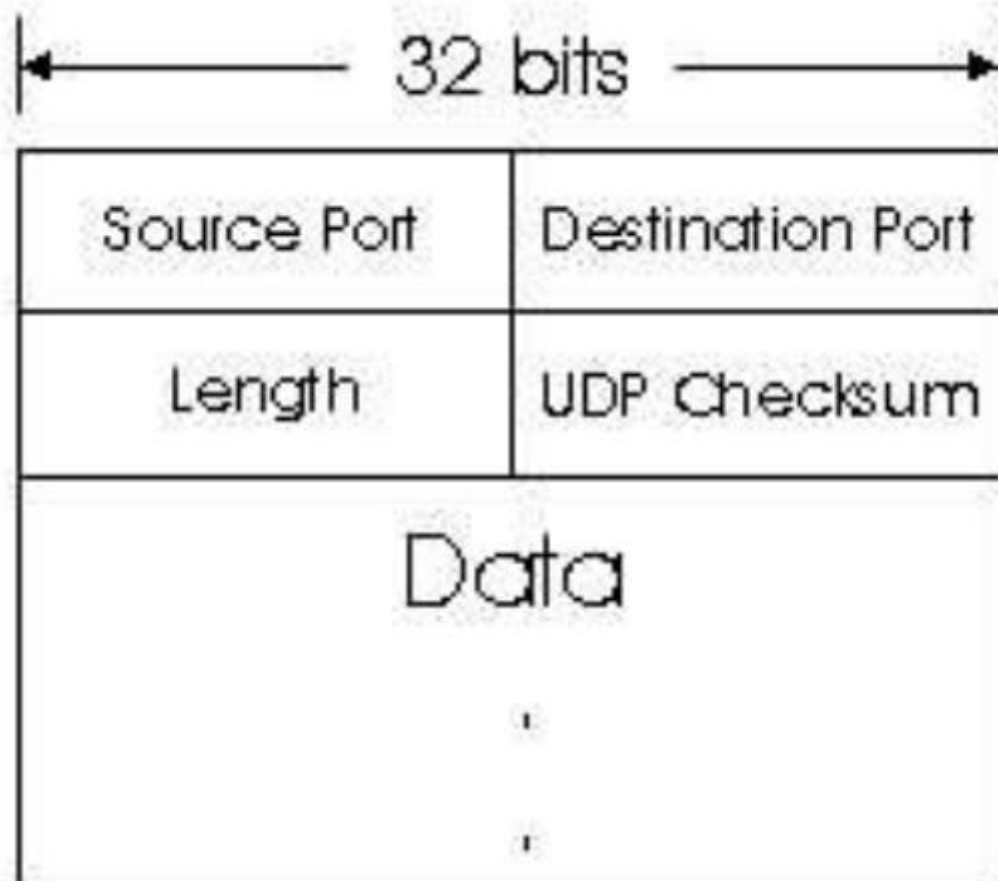 32 bits
Source Port Destination Port
Length UDP Checksum
Data